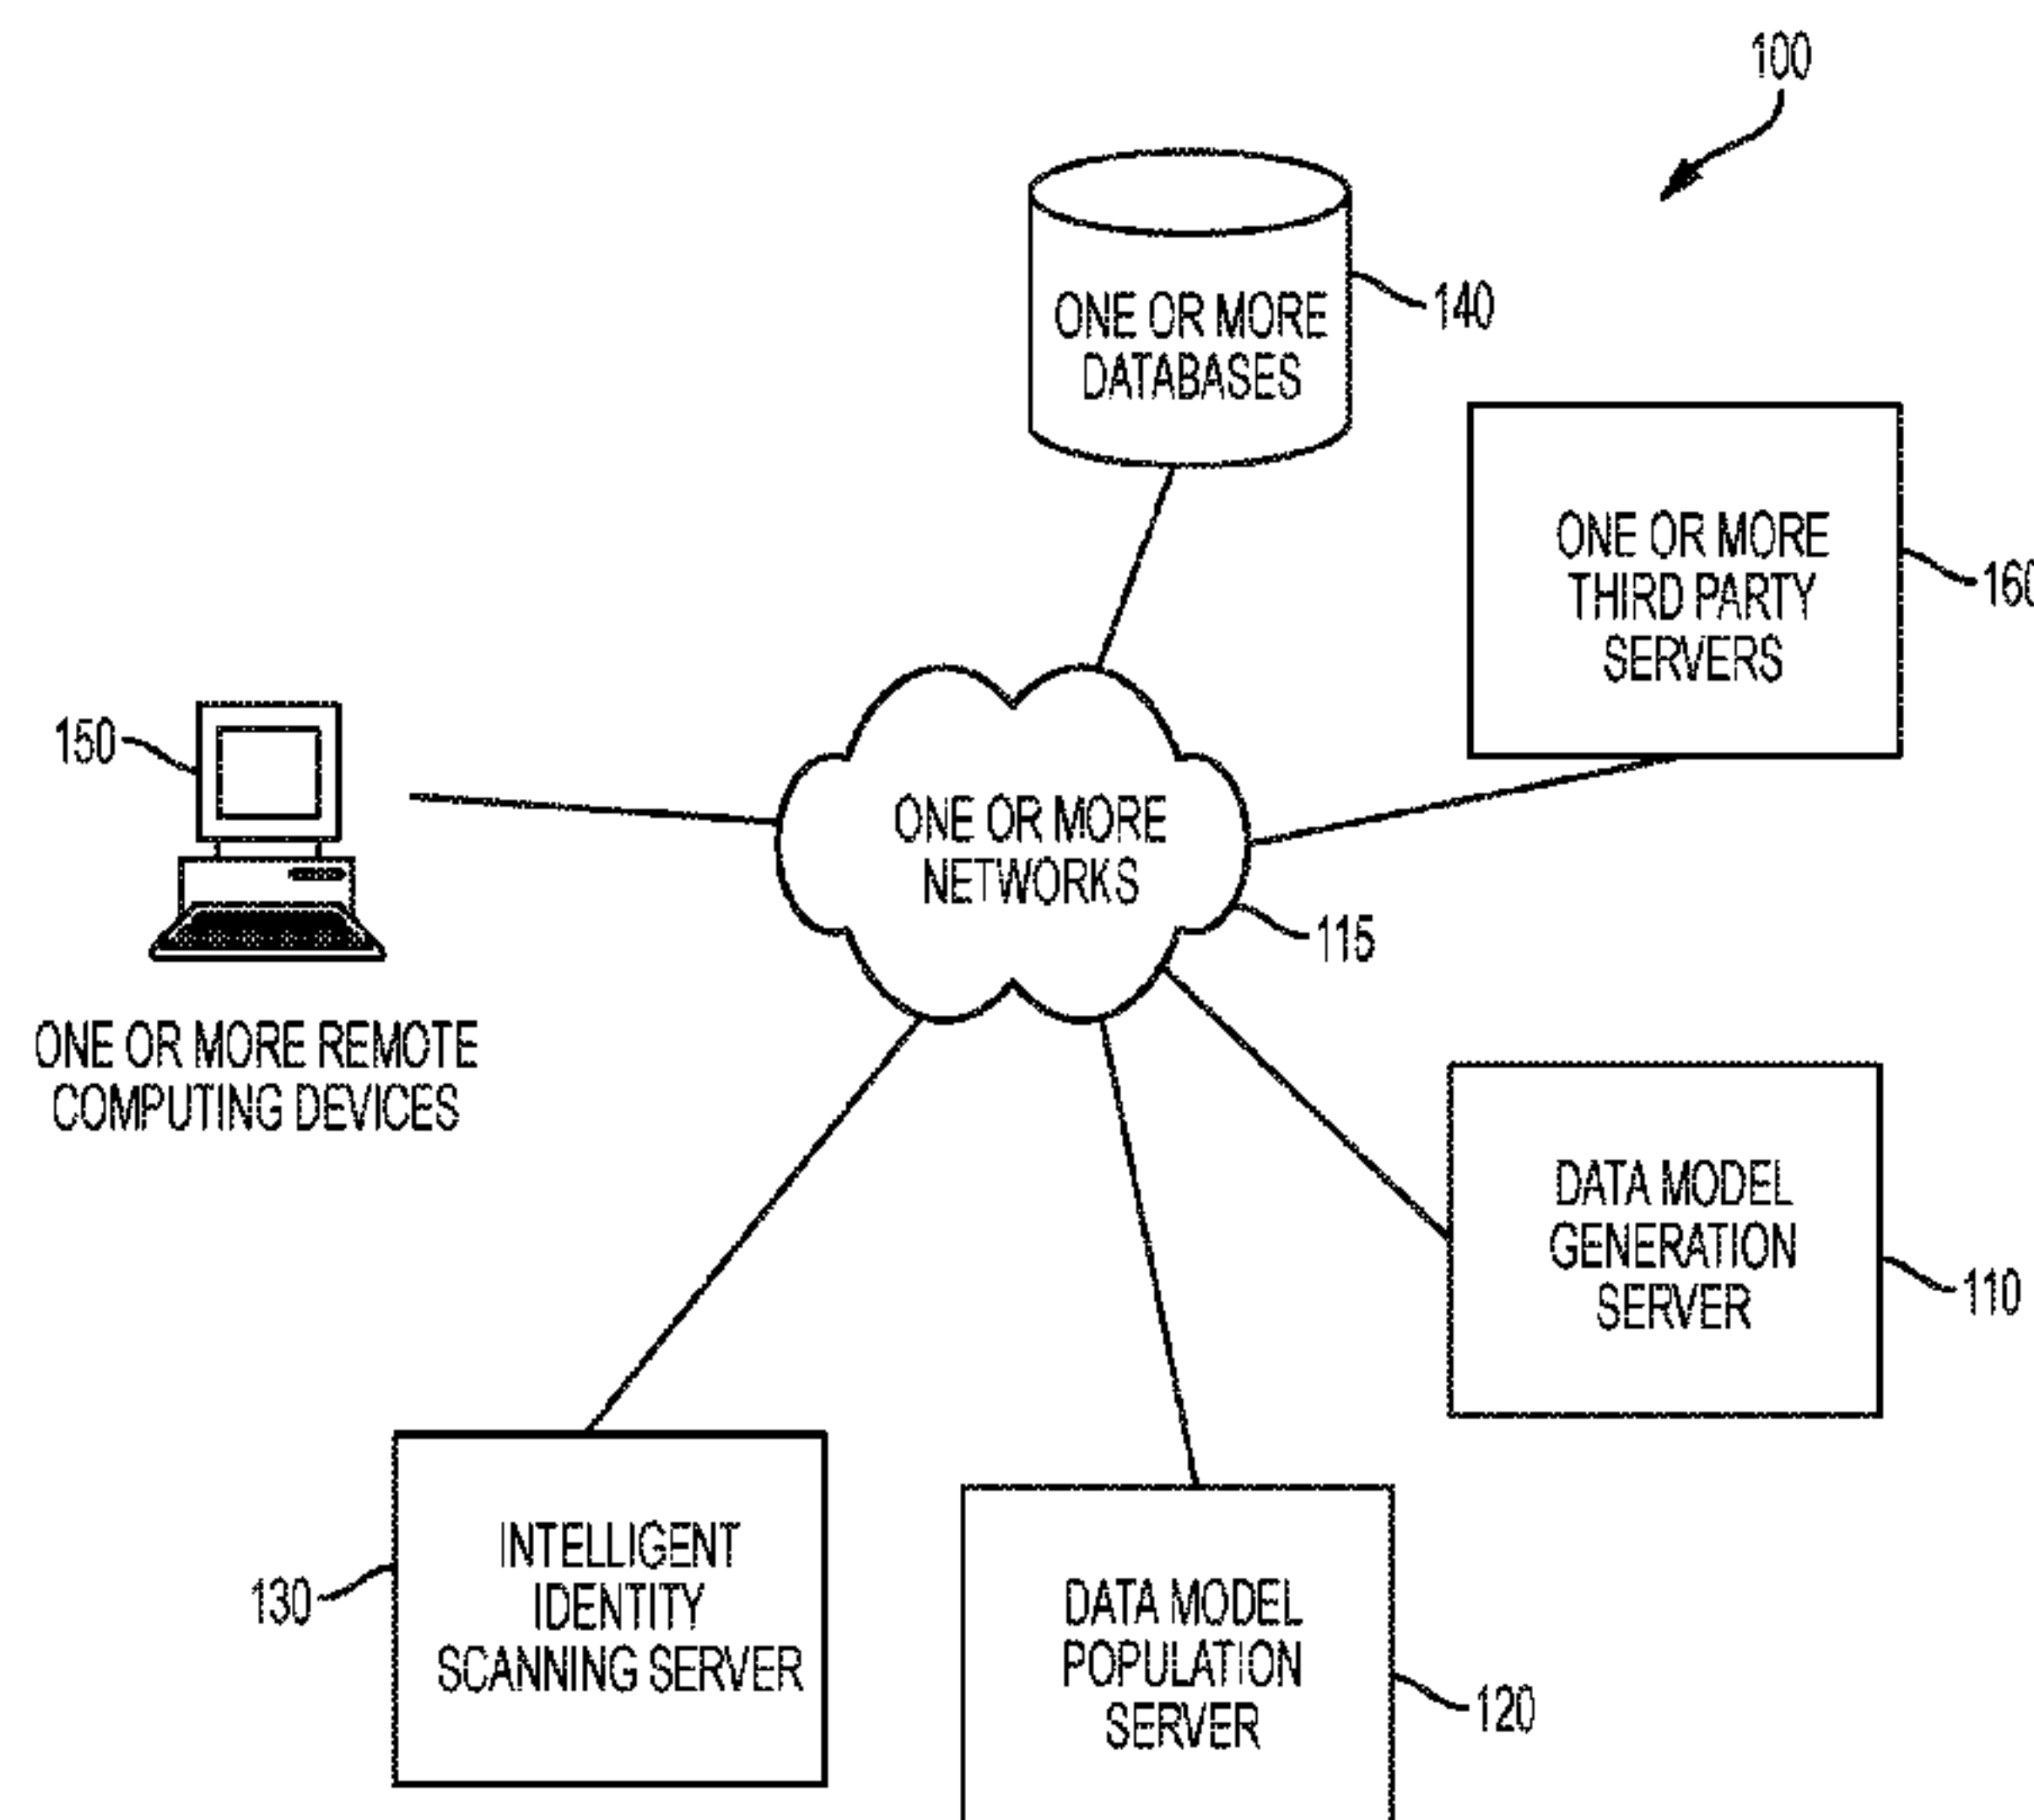 100
ONE OR MORE
DATABASES
140
ONE OR MORE
THIRD PARTY
SERVERS
160
150
ONE OR MORE
NETWORKS
115
ONE OR MORE REMOTE
COMPUTING DEVICES
DATA MODEL
GENERATION
SERVER
110
INTELLIGENT
IDENTITY
SCANNING SERVER
130
DATA MODEL
POPULATION
SERVER
120